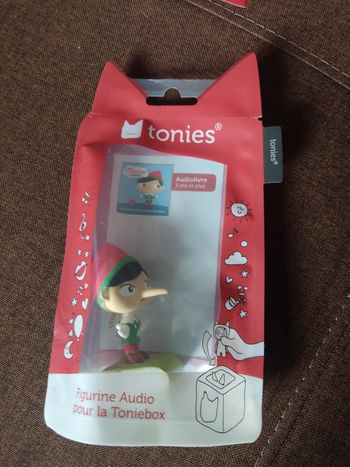 tonies®
tonies®
Audiolivre
3 ans et plus
Figurine Audio
pour la Toniebox